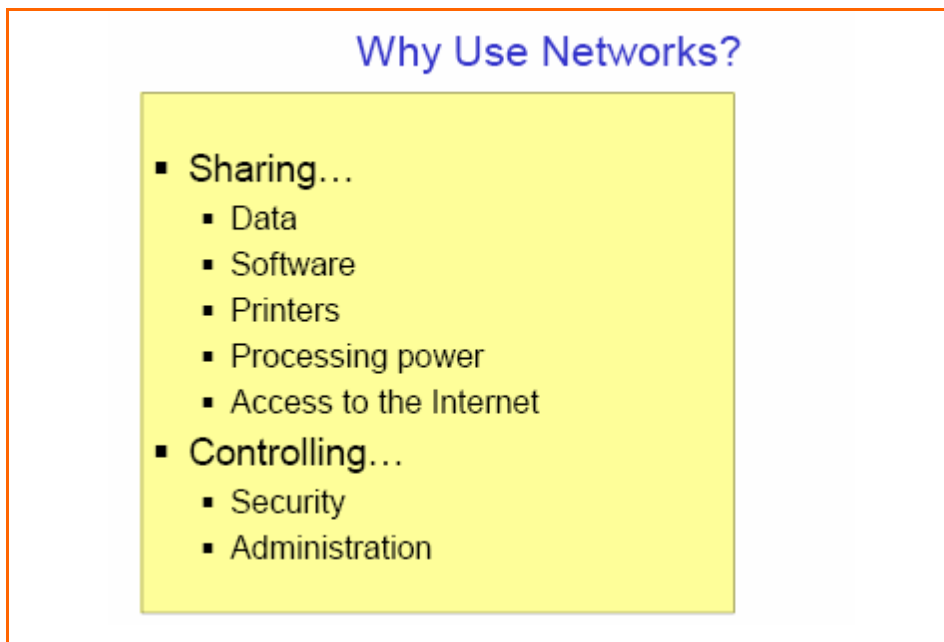 Why Use Networks?
▪ Sharing…
▪ Data
▪ Software
▪ Printers
▪ Processing power
▪ Access to the Internet
▪ Controlling…
▪ Security
▪ Administration